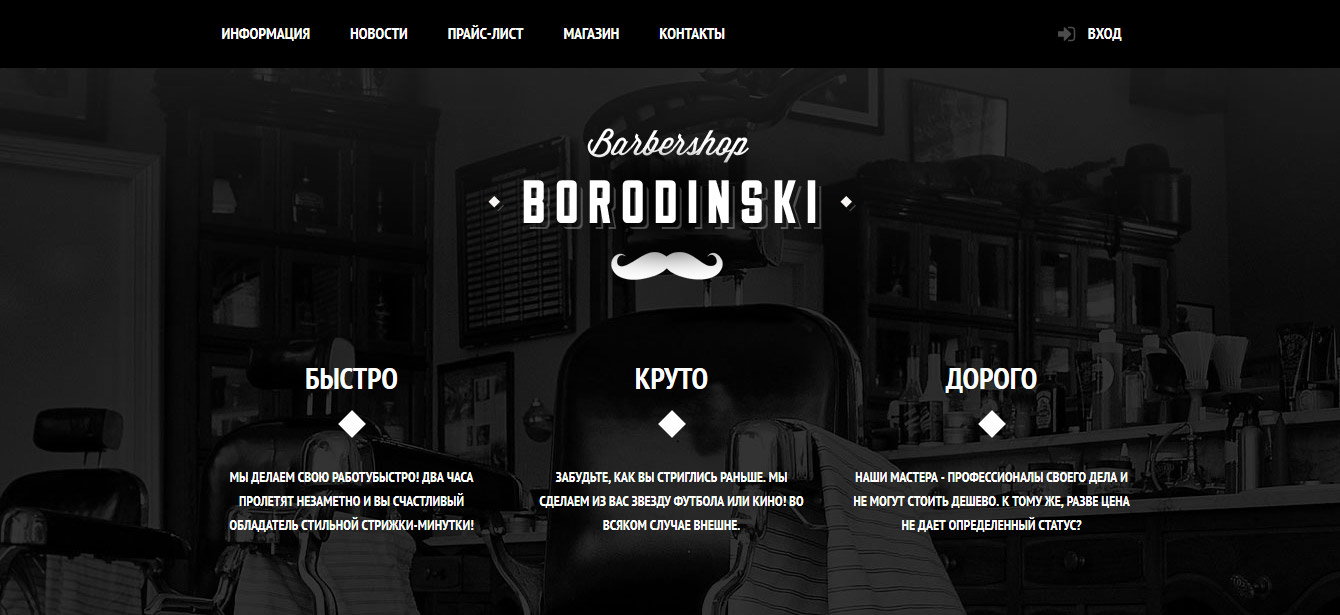 ИНФОРМАЦИЯ НОВОСТИ ПРАЙС-ЛИСТ МАГАЗИН КОНТАКТЫ ВХОД
Barbershop
BORODINSKI
БЫСТРО
МЫ ДЕЛАЕМ СВОЮ РАБОТУБЫСТРО! ДВА ЧАСА
ПРОЛЕТЯТ НЕЗАМЕТНО И ВЫ СЧАСТЛИВЫЙ
ОБЛАДАТЕЛЬ СТИЛЬНОЙ СТРИЖКИ-МИНУТКИ!
КРУТО
ЗАБУДЬТЕ, КАК ВЫ СТРИГЛИСЬ РАНЬШЕ. МЫ
СДЕЛАЕМ ИЗ ВАС ЗВЕЗДУ ФУТБОЛА ИЛИ КИНО! ВО
ВСЯКОМ СЛУЧАЕ ВНЕШНЕ.
ДОРОГО
НАШИ МАСТЕРА - ПРОФЕССИОНАЛЫ СВОЕГО ДЕЛА И
НЕ МОГУТ СТОИТЬ ДЕШЕВО. К ТОМУ ЖЕ, РАЗВЕ ЦЕНА
НЕ ДАЕТ ОПРЕДЕЛЕННЫЙ СТАТУС?